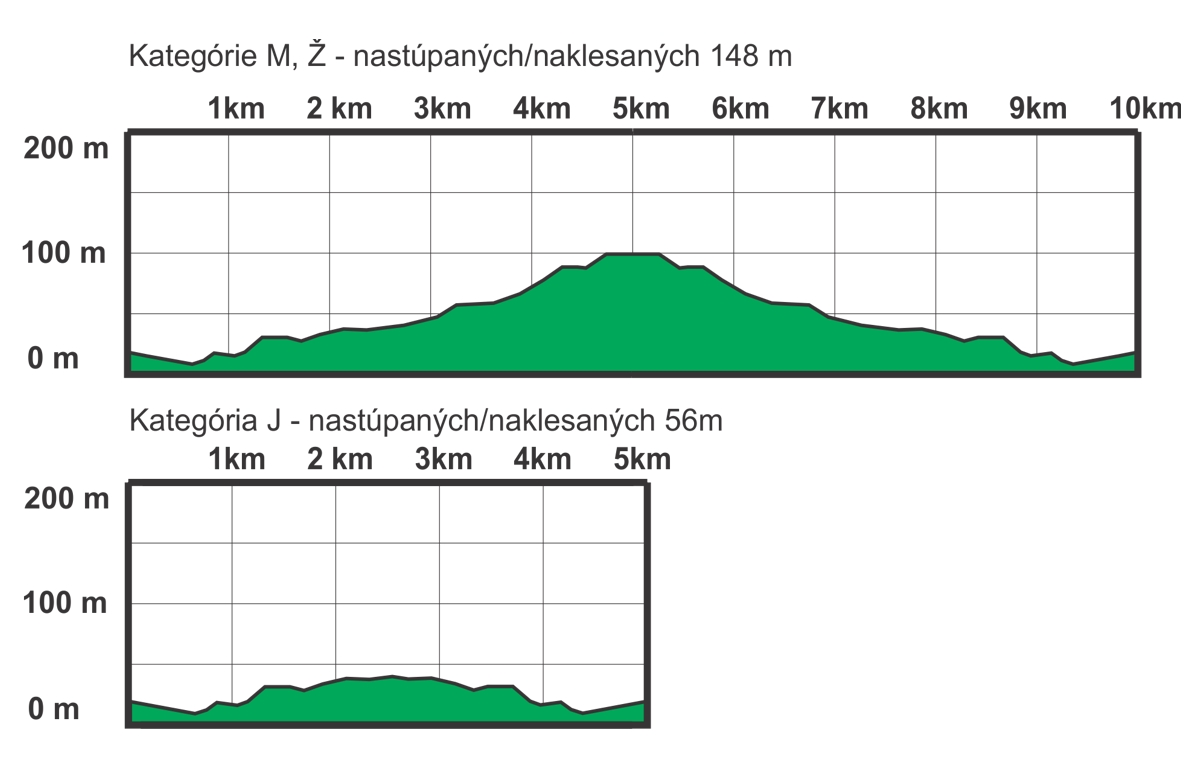 Kategórie M, Ž - nastúpaných/naklesaných 148 m
1km 2 km 3km 4km 5km 6km 7km 8km 9km 10km
200 m
100 m
0 m
Kategória J - nastúpaných/naklesaných 56m
1km 2 km 3km 4km 5km
200 m
100 m
0 m